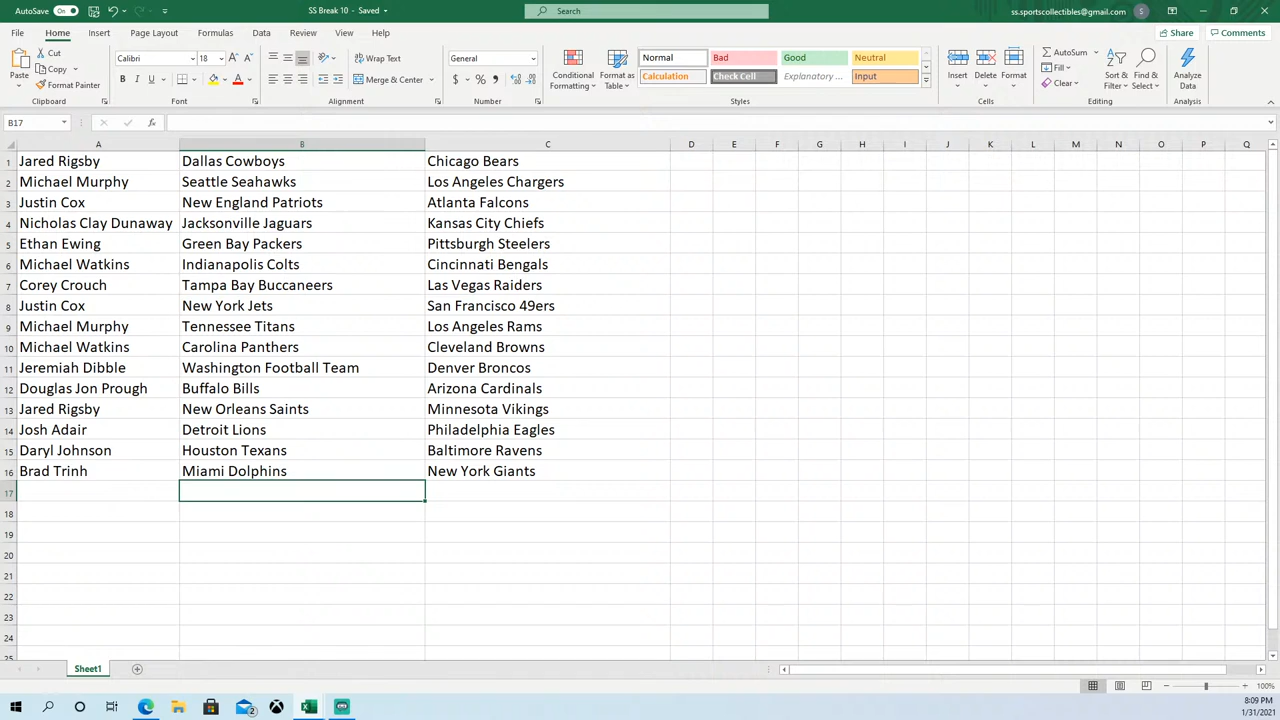 AutoSave On SS Break 10 - Saved Search ss.sportscollectibles@gmail.com S
File Home Insert Page Layout Formulas Data Review View Help Share Comments
Paste Cut Copy Format Painter Clipboard
Calibri 18 A A B I U A Font
Wrap Text Merge & Center Alignment
General $ % , Number
Conditional Formatting Format as Table Normal Bad Good Neutral Calculation Check Cell Explanatory ... Input Styles
Insert Delete Format Cells
AutoSum Fill Clear Sort & Filter Find & Select Editing
Analyze Data Analysis
B17 fx
A B C D E F G H I J K L M N O P Q
1 Jared Rigsby Dallas Cowboys Chicago Bears
2 Michael Murphy Seattle Seahawks Los Angeles Chargers
3 Justin Cox New England Patriots Atlanta Falcons
4 Nicholas Clay Dunaway Jacksonville Jaguars Kansas City Chiefs
5 Ethan Ewing Green Bay Packers Pittsburgh Steelers
6 Michael Watkins Indianapolis Colts Cincinnati Bengals
7 Corey Crouch Tampa Bay Buccaneers Las Vegas Raiders
8 Justin Cox New York Jets San Francisco 49ers
9 Michael Murphy Tennessee Titans Los Angeles Rams
10 Michael Watkins Carolina Panthers Cleveland Browns
11 Jeremiah Dibble Washington Football Team Denver Broncos
12 Douglas Jon Prough Buffalo Bills Arizona Cardinals
13 Jared Rigsby New Orleans Saints Minnesota Vikings
14 Josh Adair Detroit Lions Philadelphia Eagles
15 Daryl Johnson Houston Texans Baltimore Ravens
16 Brad Trinh Miami Dolphins New York Giants
17
18
19
20
21
22
23
24
25
Sheet1
100%
2
8:09 PM
1/31/2021